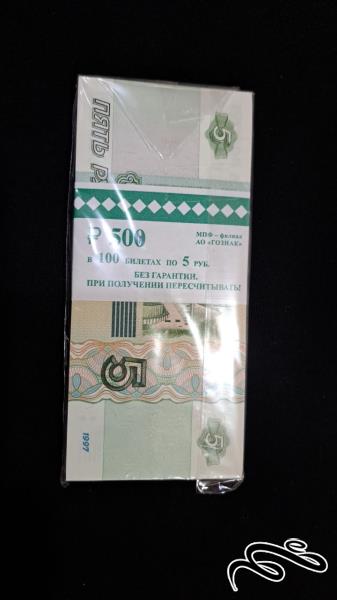 ПЯТЬ
5
₽ 500
МПФ – филиал
АО «ГОЗНАК»
в 100 БИЛЕТАХ ПО 5 РУБ.
БЕЗ ГАРАНТИИ.
ПРИ ПОЛУЧЕНИИ ПЕРЕСЧИТЫВАТЬ!
5
1997
5